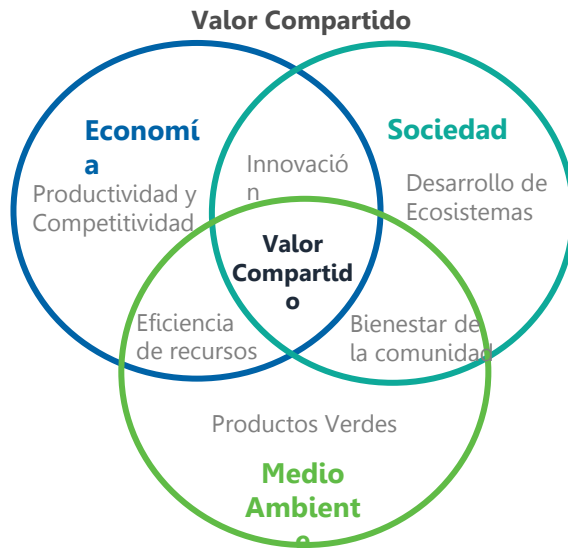 Valor Compartido
Economí
a
Sociedad
Productividad y
Competitividad
Innovació
n
Desarrollo de
Ecosistemas
Valor
Compartid
o
Eficiencia
de recursos
Bienestar de
la comunidad
Productos Verdes
Medio
Ambient
e